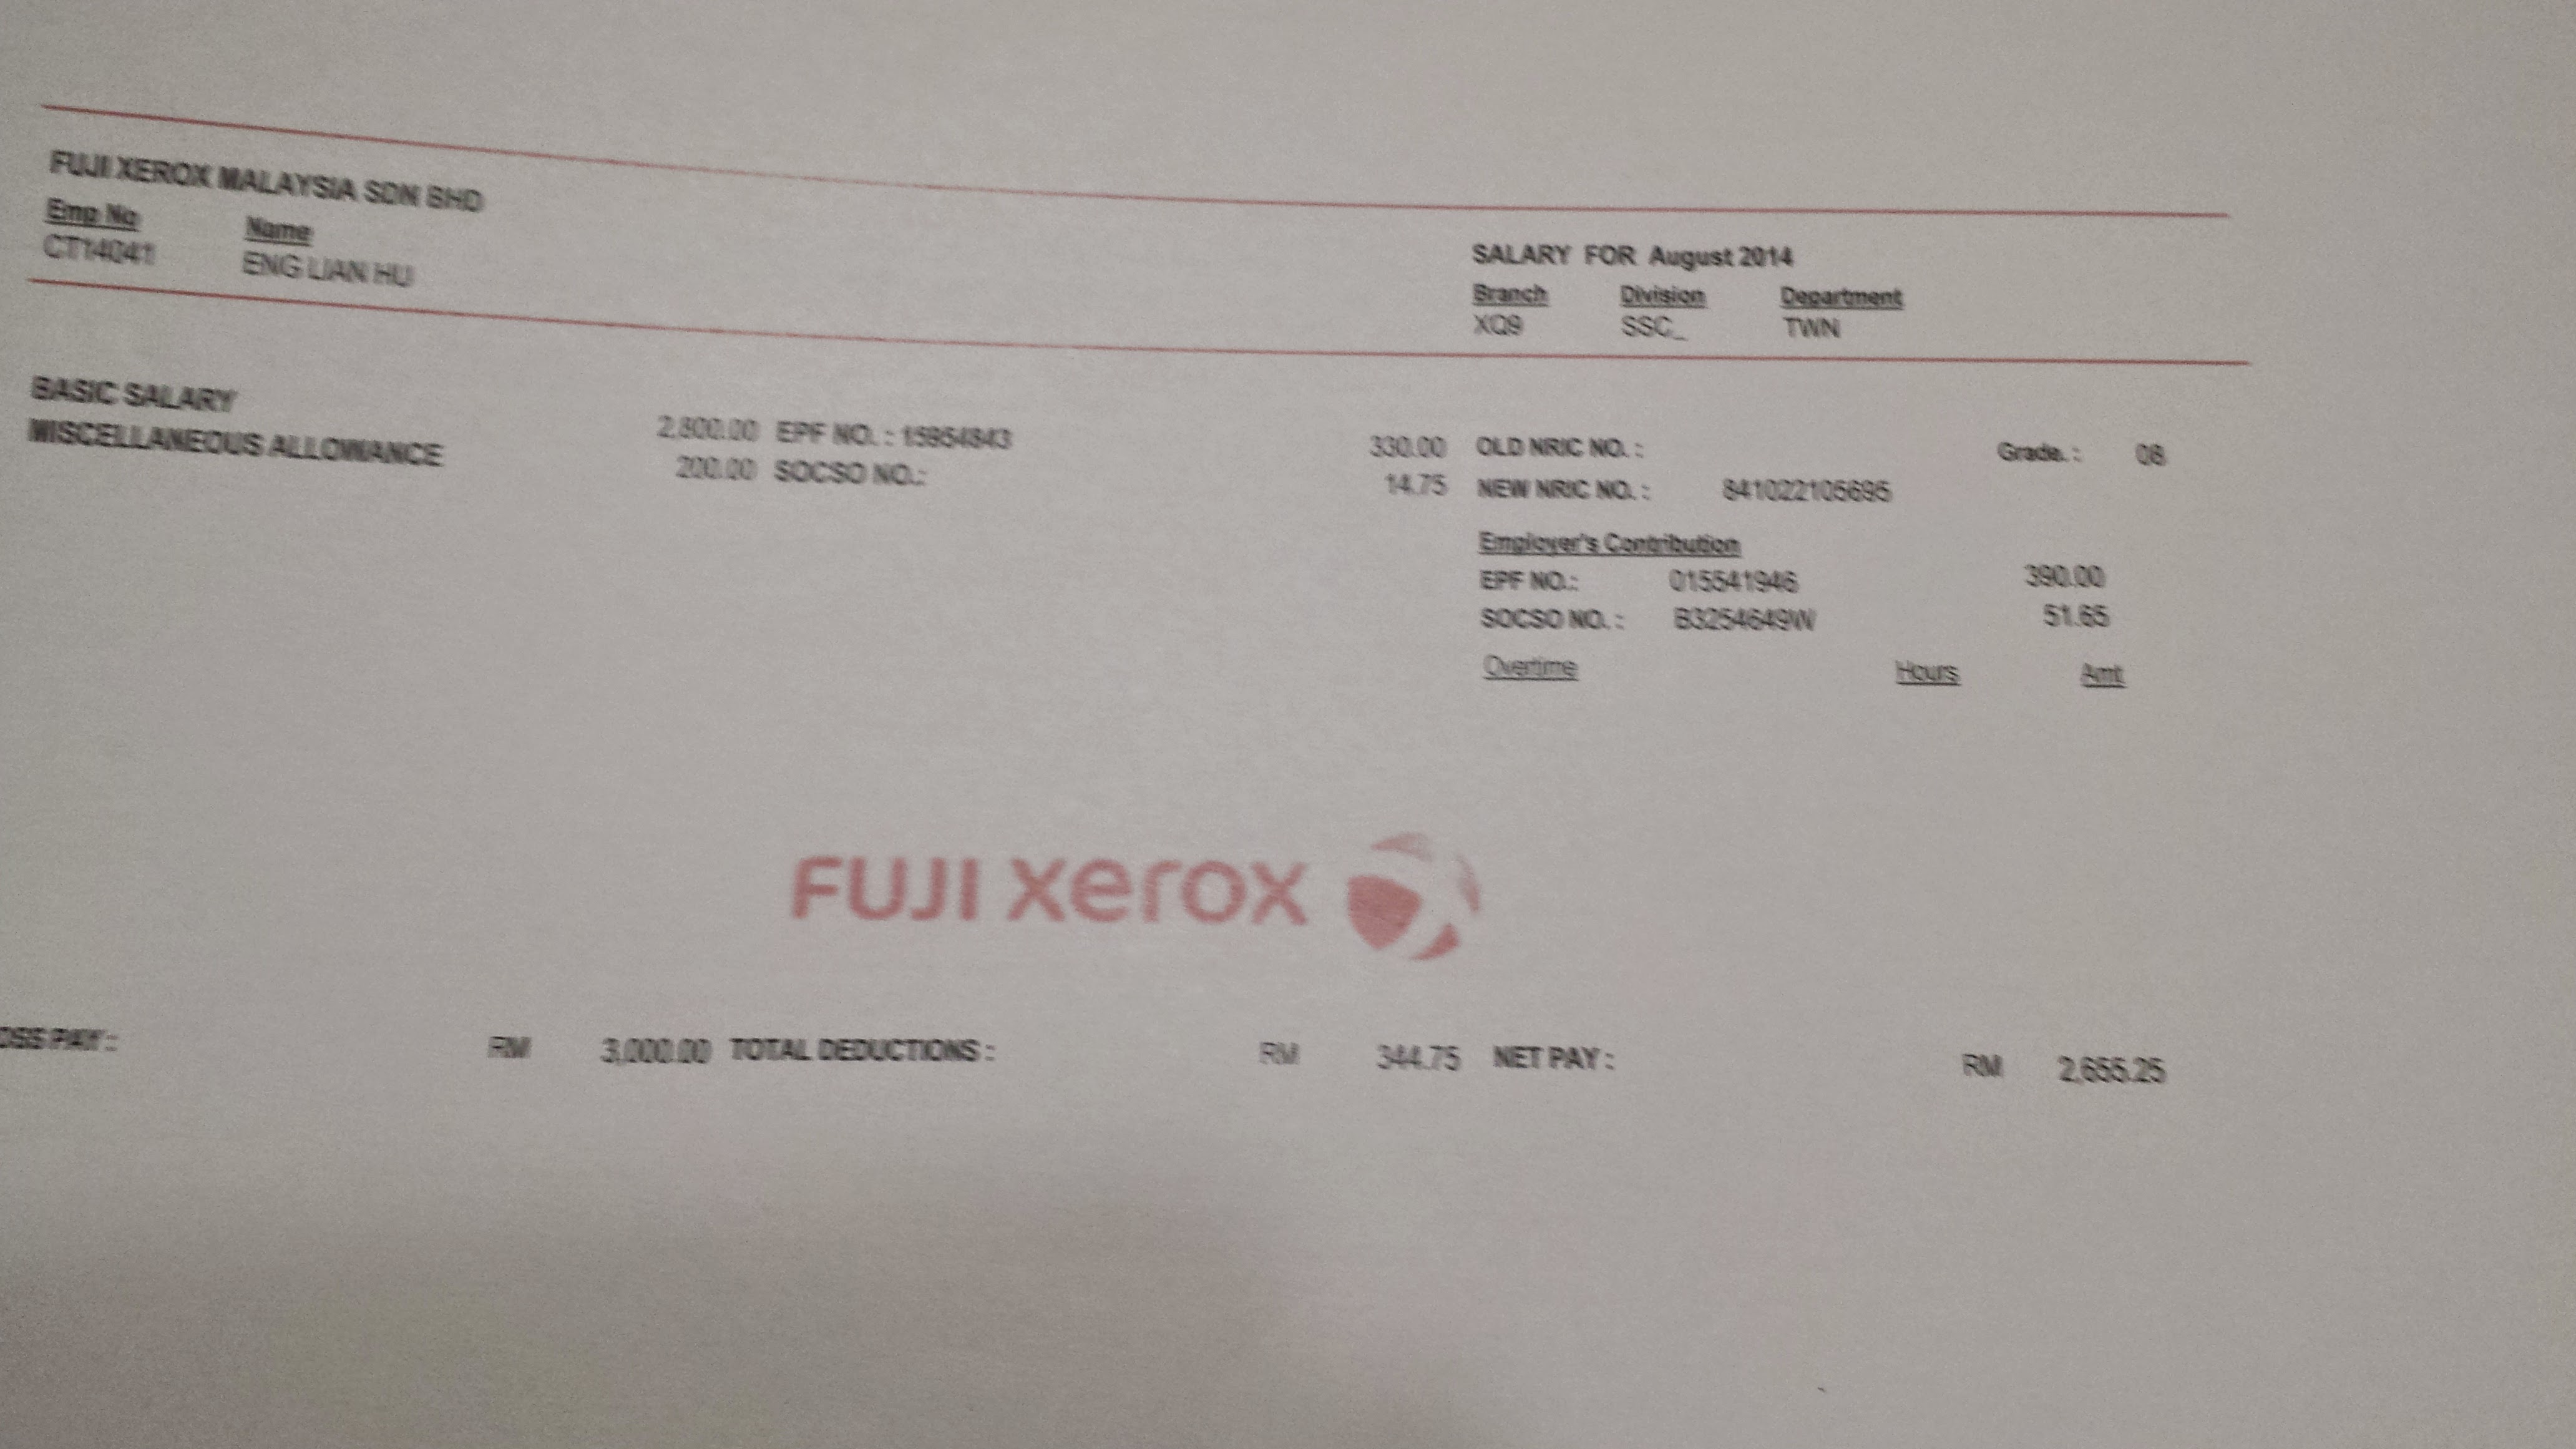 FUJI XEROX MALAYSIA SDN BHD
Emp No Name
CT14041 ENG LIAN HU
SALARY FOR August 2014
Branch Division Department
XQ9 SSC_ TWN
BASIC SALARY 2,800.00 EPF NO. : 15954843 330.00 OLD NRIC NO. : Grade. : 08
MISCELLANEOUS ALLOWANCE 200.00 SOCSO NO.: 14.75 NEW NRIC NO. : 841022105695
Employer's Contribution
EPF NO.: 015541946 390.00
SOCSO NO. : B3254649W 51.65
Overtime Hours Amt
FUJI xerox
OSS PAY : RM 3,000.00 TOTAL DEDUCTIONS : RM 344.75 NET PAY : RM 2,655.25